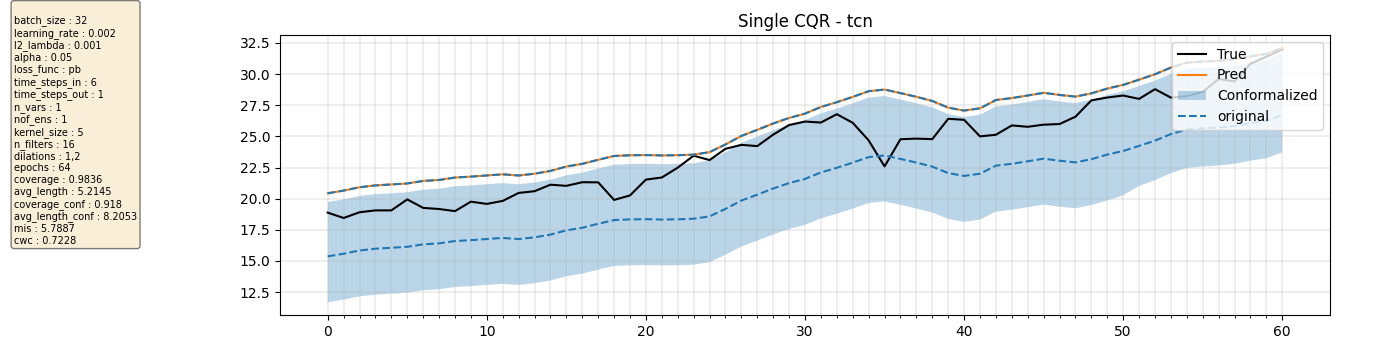 batch_size : 32
learning_rate : 0.002
l2_lambda : 0.001
alpha : 0.05
loss_func : pb
time_steps_in : 6
time_steps_out : 1
n_vars : 1
nof_ens : 1
kernel_size : 5
n_filters : 16
dilations : 1,2
epochs : 64
coverage : 0.9836
avg_length : 5.2145
coverage_conf : 0.918
avg_length_conf : 8.2053
mis : 5.7887
cwc : 0.7228
Single CQR - tcn
32.5
30.0
27.5
25.0
22.5
20.0
17.5
15.0
12.5
True
Pred
Conformalized
original
0 10 20 30 40 50 60